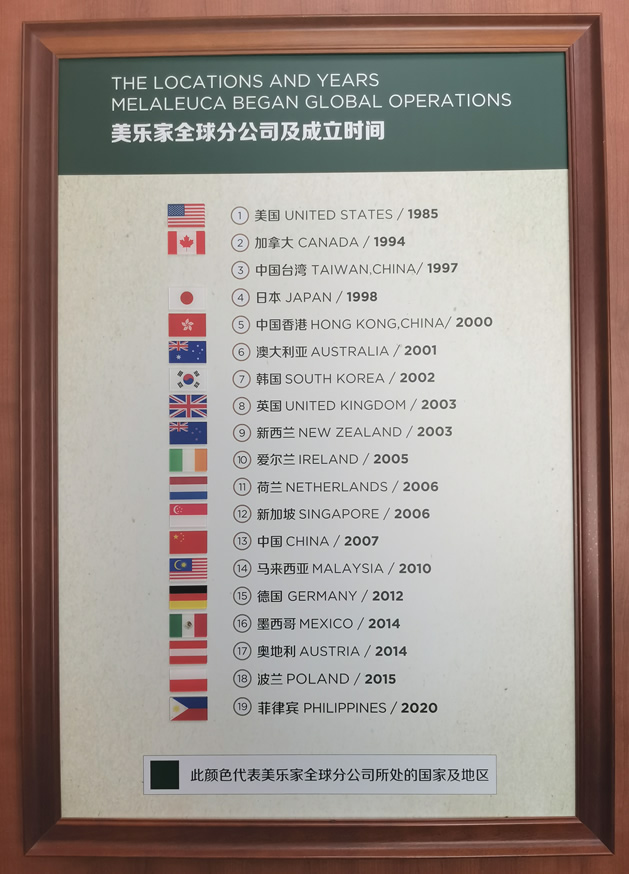 THE LOCATIONS AND YEARS
MELALEUCA BEGAN GLOBAL OPERATIONS
美乐家全球分公司及成立时间
① 美国 UNITED STATES / 1985
② 加拿大 CANADA / 1994
③ 中国台湾 TAIWAN,CHINA/ 1997
④ 日本 JAPAN / 1998
⑤ 中国香港 HONG KONG,CHINA/ 2000
⑥ 澳大利亚 AUSTRALIA / 2001
⑦ 韩国 SOUTH KOREA / 2002
⑧ 英国 UNITED KINGDOM / 2003
⑨ 新西兰 NEW ZEALAND / 2003
⑩ 爱尔兰 IRELAND / 2005
⑪ 荷兰 NETHERLANDS / 2006
⑫ 新加坡 SINGAPORE / 2006
⑬ 中国 CHINA / 2007
⑭ 马来西亚 MALAYSIA / 2010
⑮ 德国 GERMANY / 2012
⑯ 墨西哥 MEXICO / 2014
⑰ 奥地利 AUSTRIA / 2014
⑱ 波兰 POLAND / 2015
⑲ 菲律宾 PHILIPPINES / 2020
此颜色代表美乐家全球分公司所处的国家及地区